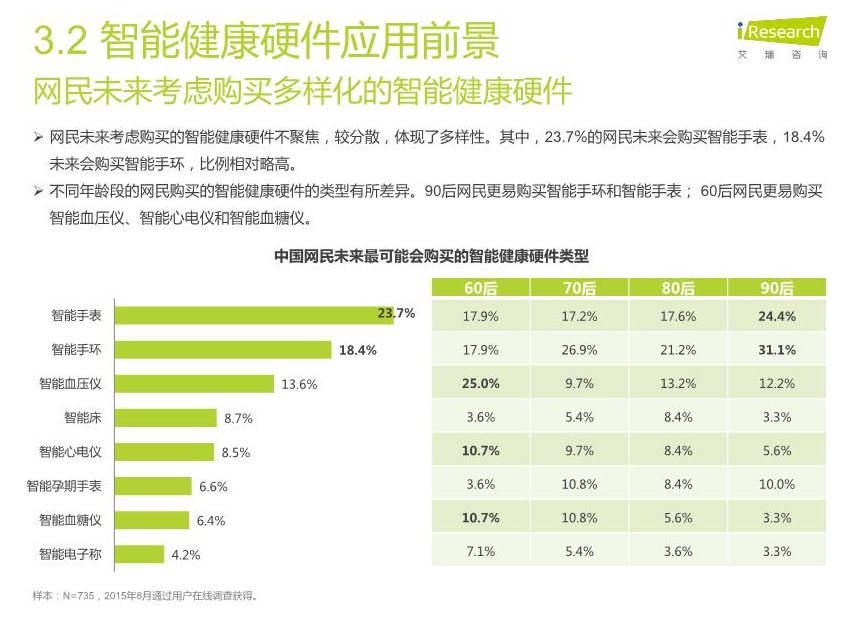 3.2 智能健康硬件应用前景
iResearch
艾 瑞 咨 询
网民未来考虑购买多样化的智能健康硬件
➢ 网民未来考虑购买的智能健康硬件不聚焦，较分散，体现了多样性。其中，23.7%的网民未来会购买智能手表，18.4%
未来会购买智能手环，比例相对略高。
➢ 不同年龄段的网民购买的智能健康硬件的类型有所差异。90后网民更易购买智能手环和智能手表； 60后网民更易购买
智能血压仪、智能心电仪和智能血糖仪。
中国网民未来最可能会购买的智能健康硬件类型
60后 70后 80后 90后
智能手表 23.7% 17.9% 17.2% 17.6% 24.4%
智能手环 18.4% 17.9% 26.9% 21.2% 31.1%
智能血压仪 13.6% 25.0% 9.7% 13.2% 12.2%
智能床 8.7% 3.6% 5.4% 8.4% 3.3%
智能心电仪 8.5% 10.7% 9.7% 8.4% 5.6%
智能孕期手表 6.6% 3.6% 10.8% 8.4% 10.0%
智能血糖仪 6.4% 10.7% 10.8% 5.6% 3.3%
智能电子称 4.2% 7.1% 5.4% 3.6% 3.3%
样本：N=735，2015年8月通过用户在线调查获得。